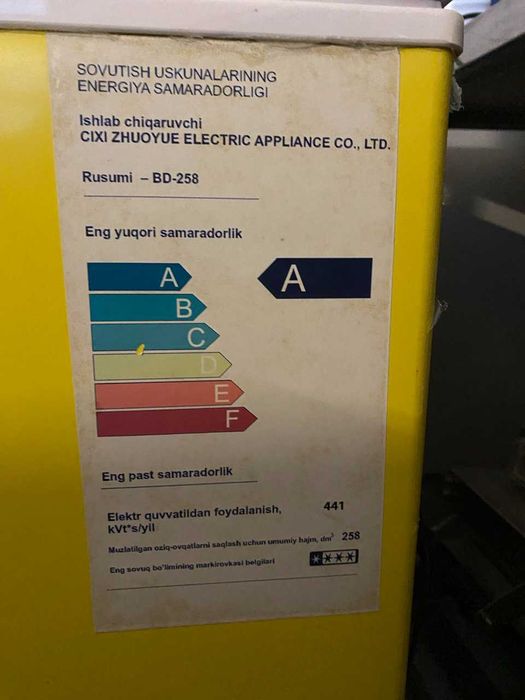 SOVUTISH USKUNALARINING
ENERGIYA SAMARADORLIGI
Ishlab chiqaruvchi
CIXI ZHUOYUE ELECTRIC APPLIANCE CO., LTD.
Rusumi – BD-258
Eng yuqori samaradorlik
A
A
B
C
D
E
F
Eng past samaradorlik
Elektr quvvatildan foydalanish, 441
kVt*s/yil
Muzlatilgan oziq-ovqatlarni saqlash uchun umumiy hajm, dm³ 258
Eng sovuq bo'limining markirovkasi belgilari ****